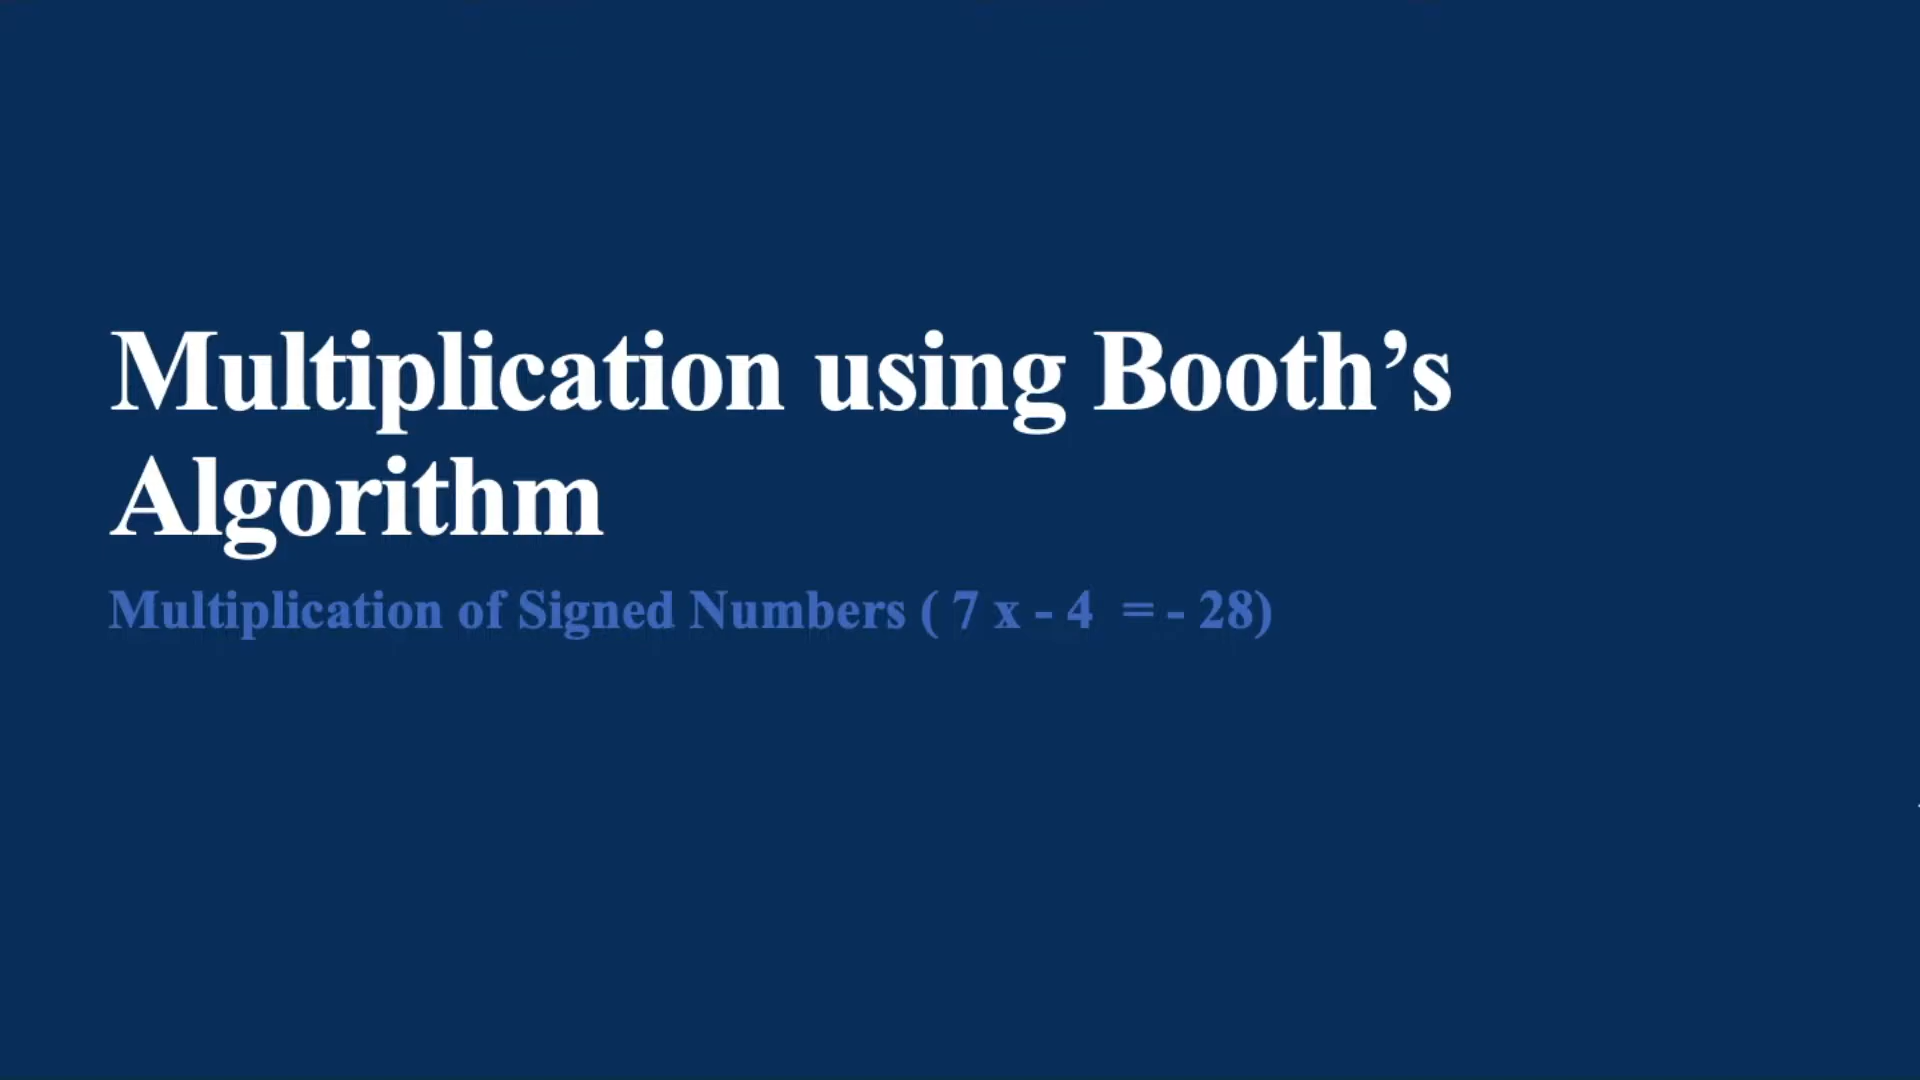 Multiplication using Booth’s
Algorithm
Multiplication of Signed Numbers ( 7 x - 4  = - 28)